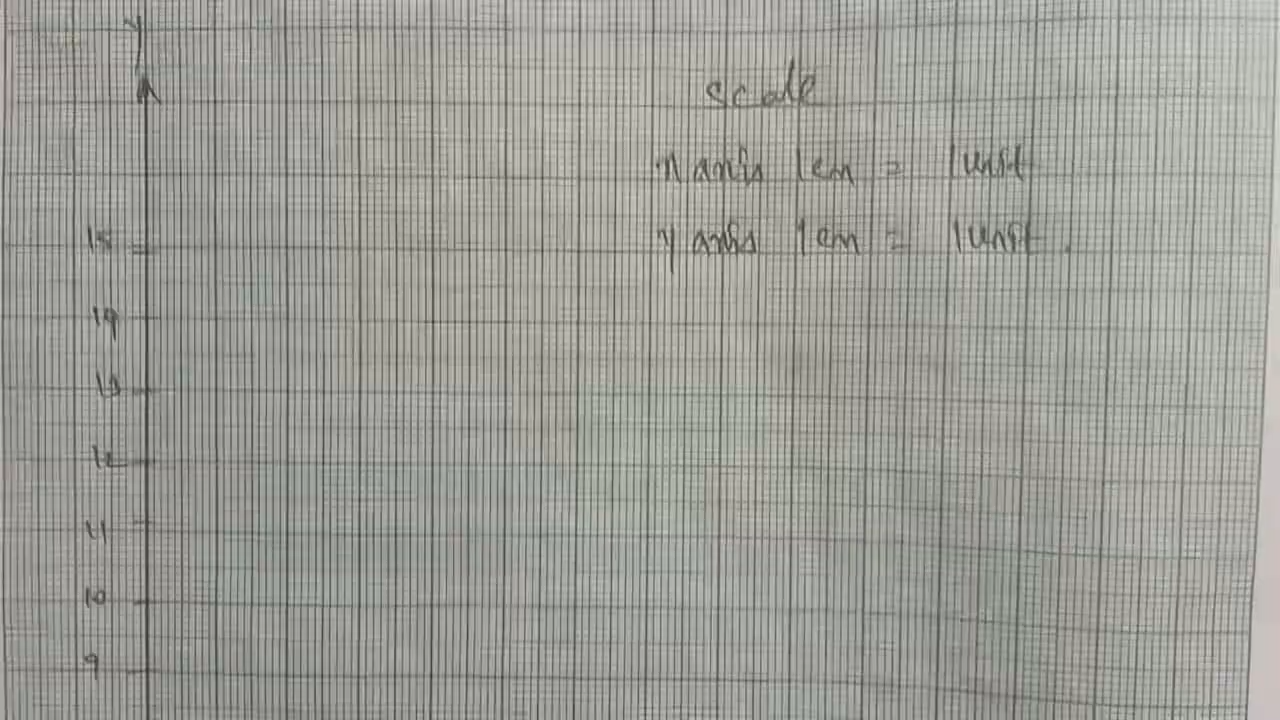 y
scale
x axis 1cm = 1unit
y axis 1cm = 1unit.
15
14
13
12
11
10
9